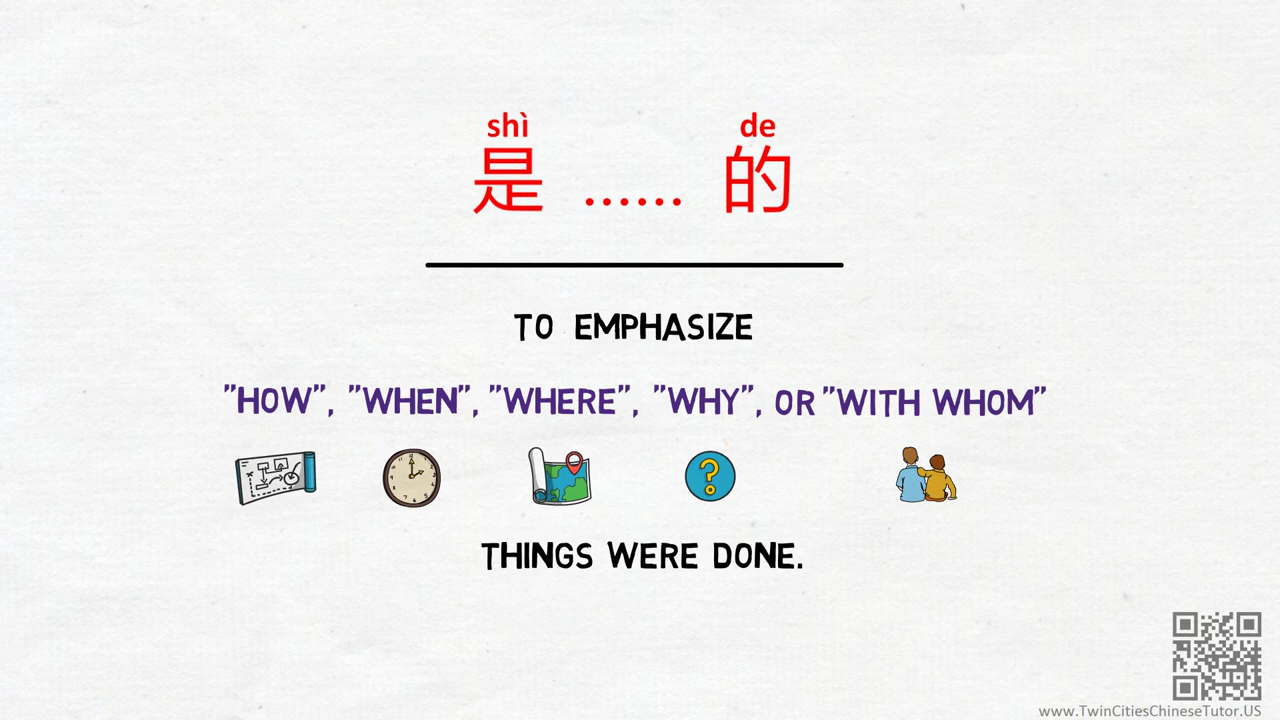 shì de
是 …… 的
TO EMPHASIZE
"HOW", "WHEN", "WHERE", "WHY", OR "WITH WHOM"
THINGS WERE DONE.
www.TwinCitiesChineseTutor.US